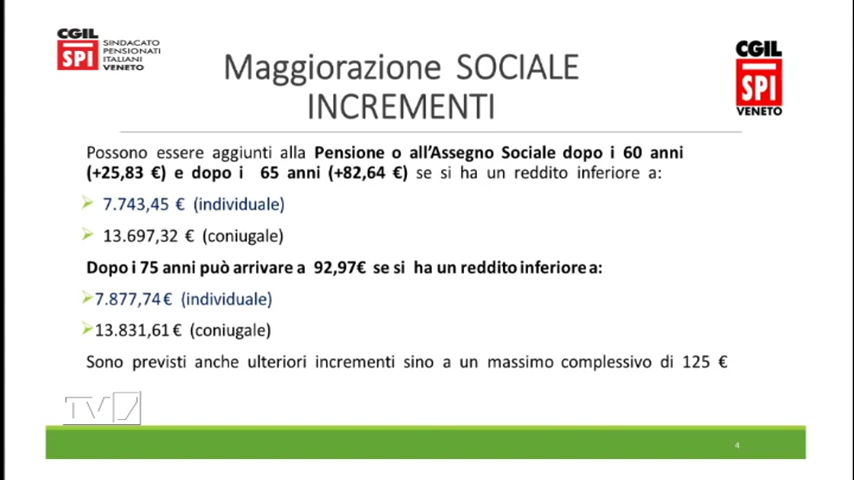 CGIL
SPI
SINDACATO
PENSIONATI
ITALIANI
VENETO
Maggiorazione SOCIALE
INCREMENTI
CGIL
SPI
VENETO
Possono essere aggiunti alla Pensione o all'Assegno Sociale dopo i 60 anni
(+25,83 €) e dopo i 65 anni (+82,64 €) se si ha un reddito inferiore a:
7.743,45 € (individuale)
13.697,32 € (coniugale)
Dopo i 75 anni può arrivare a 92,97€ se si ha un reddito inferiore a:
7.877,74 € (individuale)
13.831,61 € (coniugale)
Sono previsti anche ulteriori incrementi sino a un massimo complessivo di 125 €
TV7
4